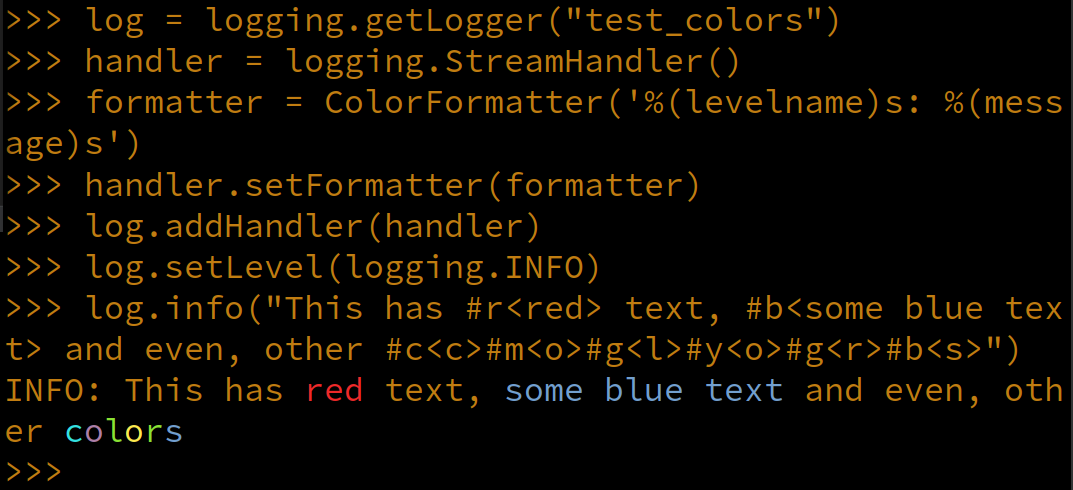 >>> log = logging.getLogger("test_colors")
>>> handler = logging.StreamHandler()
>>> formatter = ColorFormatter('%(levelname)s: %(mess
age)s')
>>> handler.setFormatter(formatter)
>>> log.addHandler(handler)
>>> log.setLevel(logging.INFO)
>>> log.info("This has #r<red> text, #b<some blue tex
t> and even, other #c<c>#m<o>#g<l>#y<o>#g<r>#b<s>")
INFO: This has red text, some blue text and even, oth
er colors
>>>